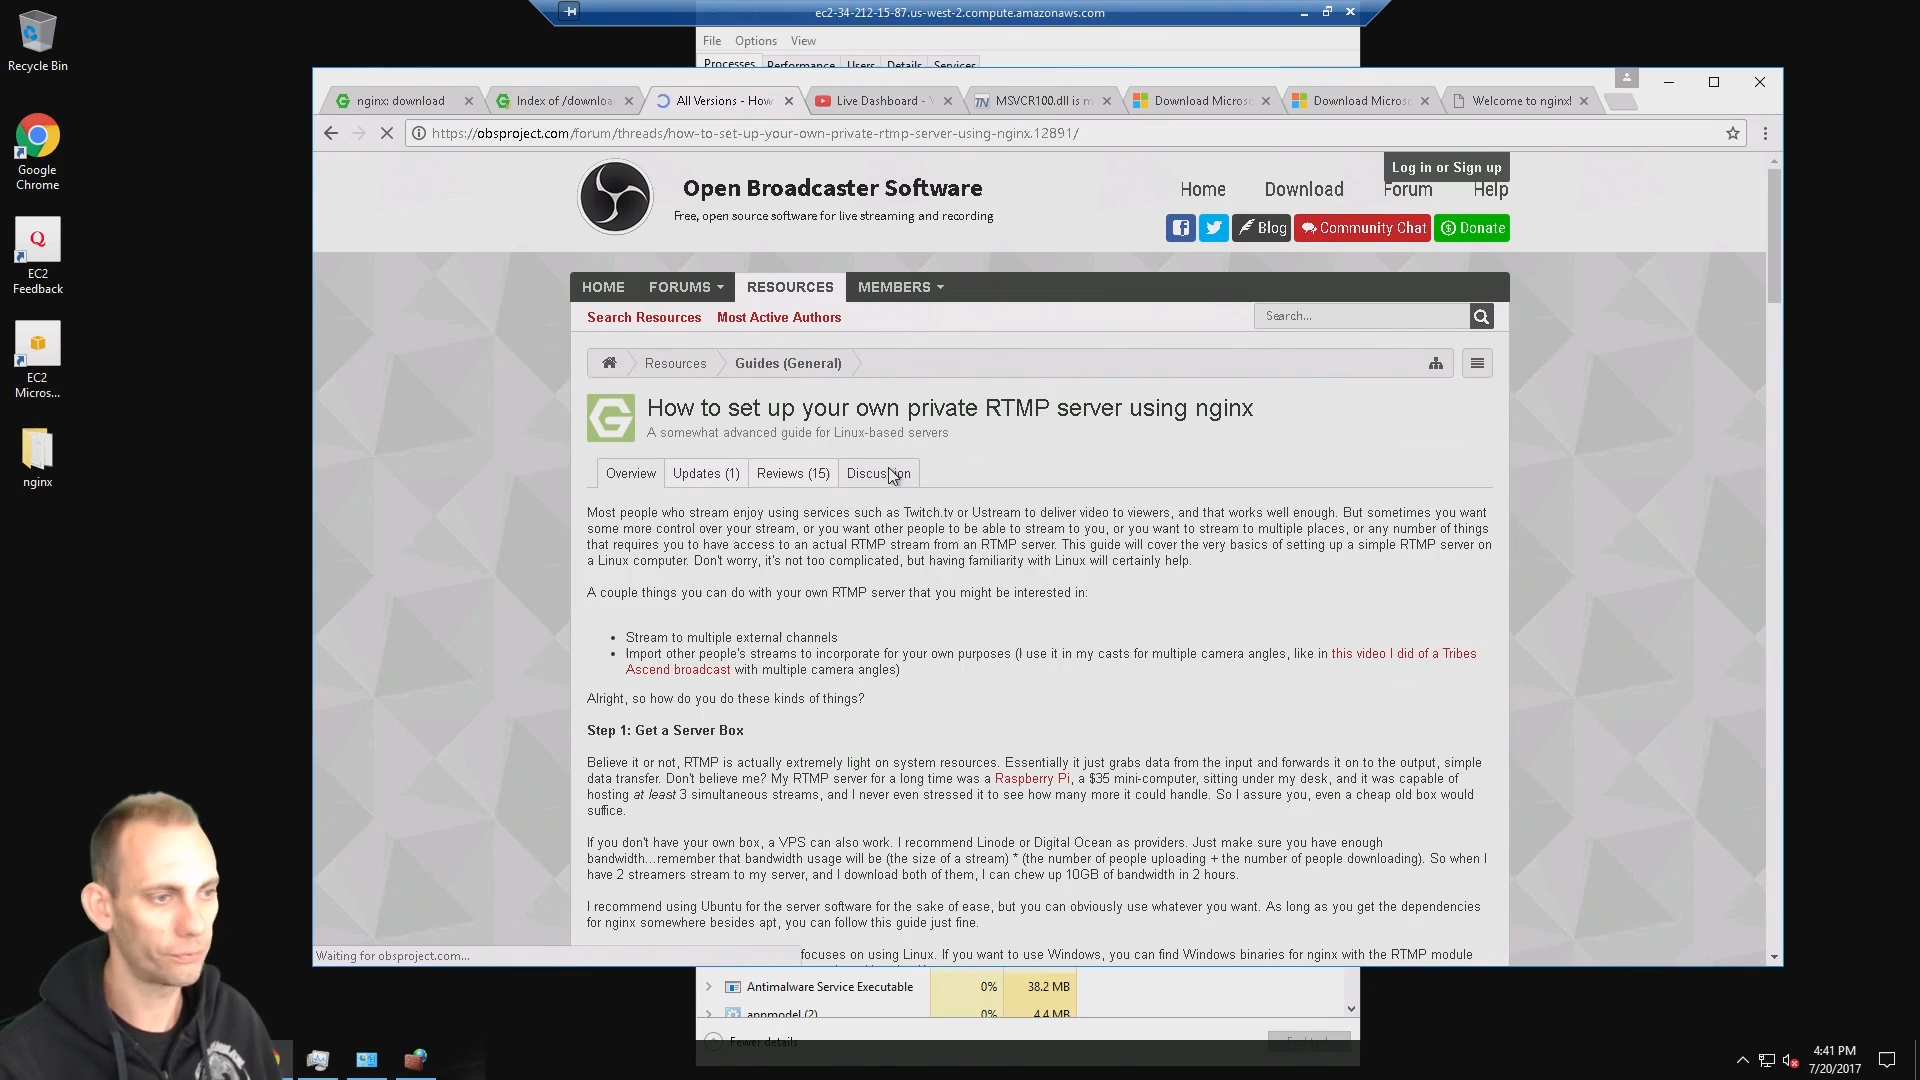 ec2-34-212-15-87.us-west-2.compute.amazonaws.com
File Options View
Processes Performance Users Details Services
Recycle Bin
Google
Chrome
Q
EC2
Feedback
EC2
Micros...
nginx
nginx: download
Index of /downloa
All Versions - How
Live Dashboard - Y
TN MSVCR100.dll is m
Download Microso
Download Microso
Welcome to nginx!
https://obsproject.com/forum/threads/how-to-set-up-your-own-private-rtmp-server-using-nginx.12891/
Log in or Sign up
Open Broadcaster Software
Free, open source software for live streaming and recording
Home Download Forum Help
Blog Community Chat Donate
HOME FORUMS RESOURCES MEMBERS
Search Resources Most Active Authors
Search...
Resources Guides (General)
How to set up your own private RTMP server using nginx
A somewhat advanced guide for Linux-based servers
Overview Updates (1) Reviews (15) Discussion
Most people who stream enjoy using services such as Twitch.tv or Ustream to deliver video to viewers, and that works well enough. But sometimes you want
some more control over your stream, or you want other people to be able to stream to you, or you want to stream to multiple places, or any number of things
that requires you to have access to an actual RTMP stream from an RTMP server. This guide will cover the very basics of setting up a simple RTMP server on
a Linux computer. Don't worry, it's not too complicated, but having familiarity with Linux will certainly help.
A couple things you can do with your own RTMP server that you might be interested in:
• Stream to multiple external channels
• Import other people's streams to incorporate for your own purposes (I use it in my casts for multiple camera angles, like in this video I did of a Tribes
Ascend broadcast with multiple camera angles)
Alright, so how do you do these kinds of things?
Step 1: Get a Server Box
Believe it or not, RTMP is actually extremely light on system resources. Essentially it just grabs data from the input and forwards it on to the output, simple
data transfer. Don't believe me? My RTMP server for a long time was a Raspberry Pi, a $35 mini-computer, sitting under my desk, and it was capable of
hosting at least 3 simultaneous streams, and I never even stressed it to see how many more it could handle. So I assure you, even a cheap old box would
suffice.
If you don't have your own box, a VPS can also work. I recommend Linode or Digital Ocean as providers. Just make sure you have enough
bandwidth...remember that bandwidth usage will be (the size of a stream) * (the number of people uploading + the number of people downloading). So when I
have 2 streamers stream to my server, and I download both of them, I can chew up 10GB of bandwidth in 2 hours.
I recommend using Ubuntu for the server software for the sake of ease, but you can obviously use whatever you want. As long as you get the dependencies
for nginx somewhere besides apt, you can follow this guide just fine.
focuses on using Linux. If you want to use Windows, you can find Windows binaries for nginx with the RTMP module
Waiting for obsproject.com...
Antimalware Service Executable 0% 38.2 MB
appmodel (2) 0% 4.4 MB
Fewer details
4:41 PM
7/20/2017